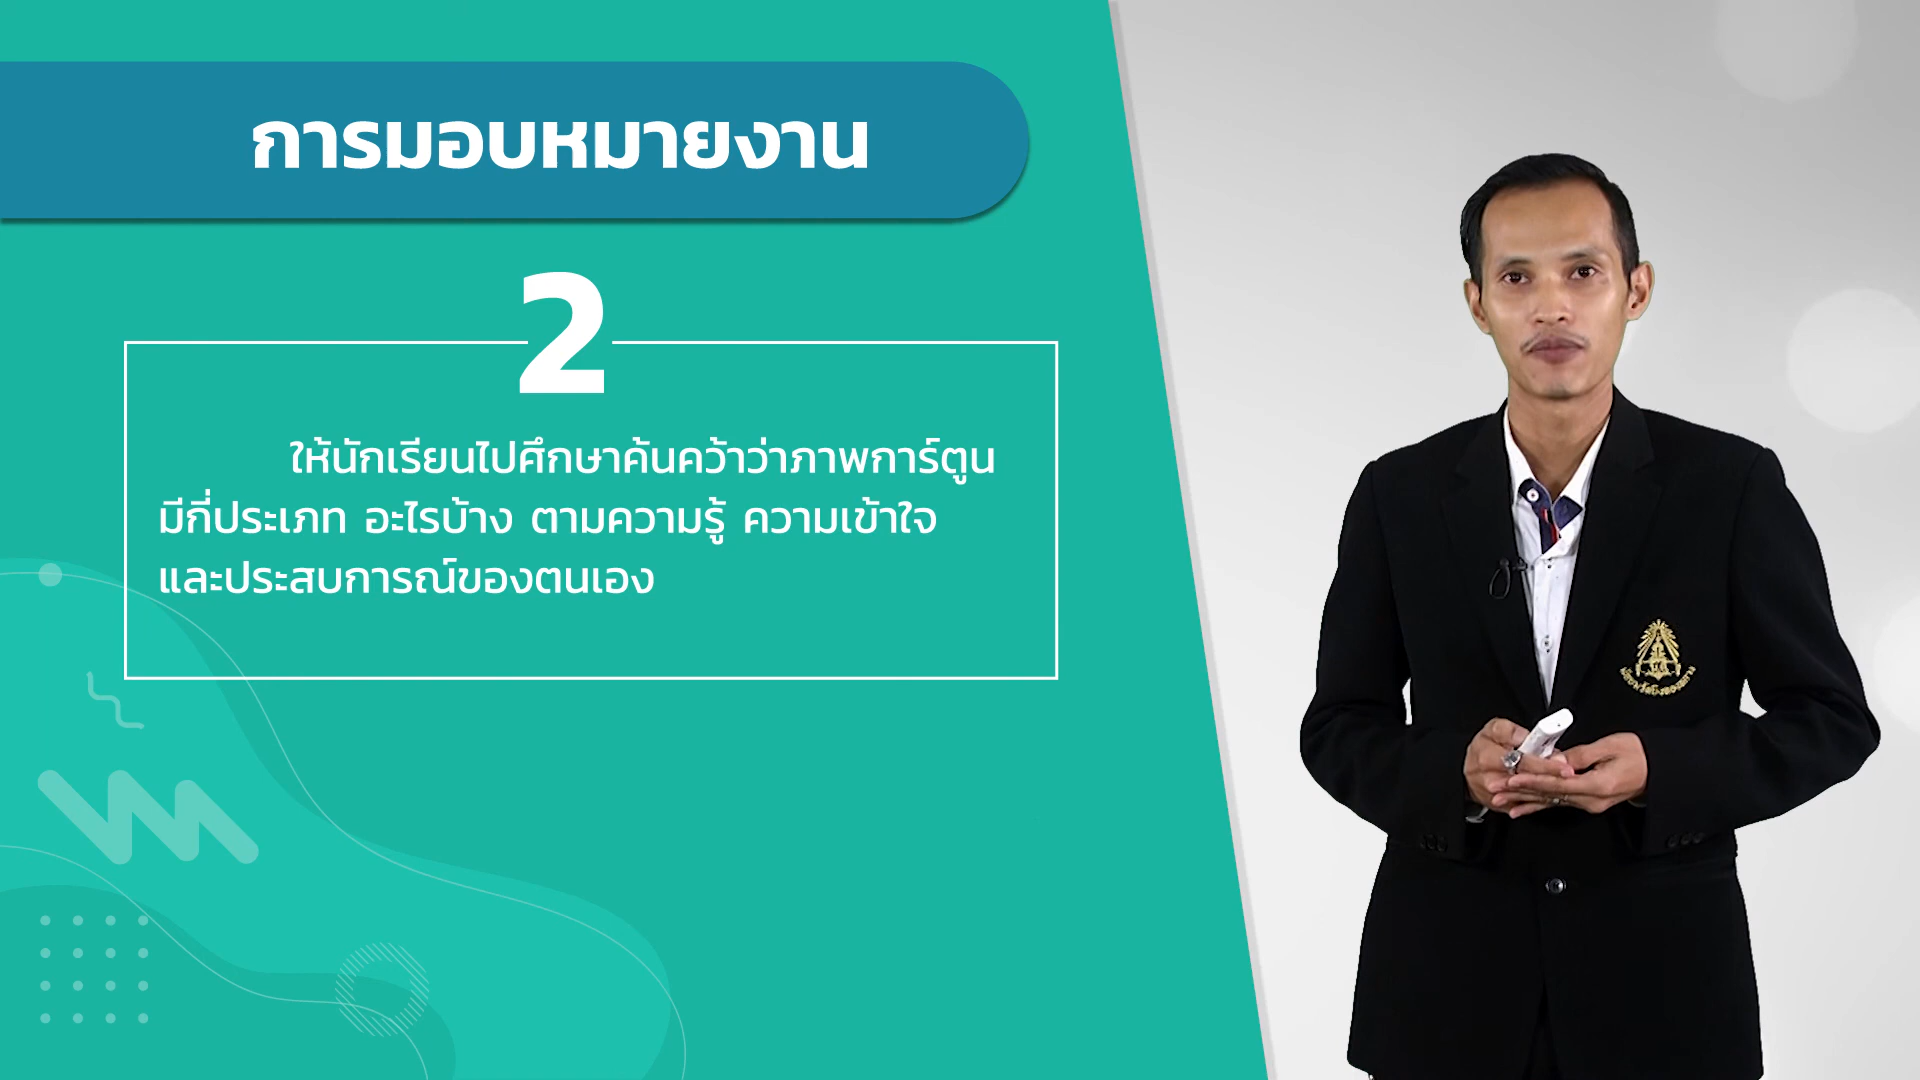 การมอบหมายงาน
2
ให้นักเรียนไปศึกษาค้นคว้าว่าภาพการ์ตูน
มีกี่ประเภท อะไรบ้าง ตามความรู้ ความเข้าใจ
และประสบการณ์ของตนเอง